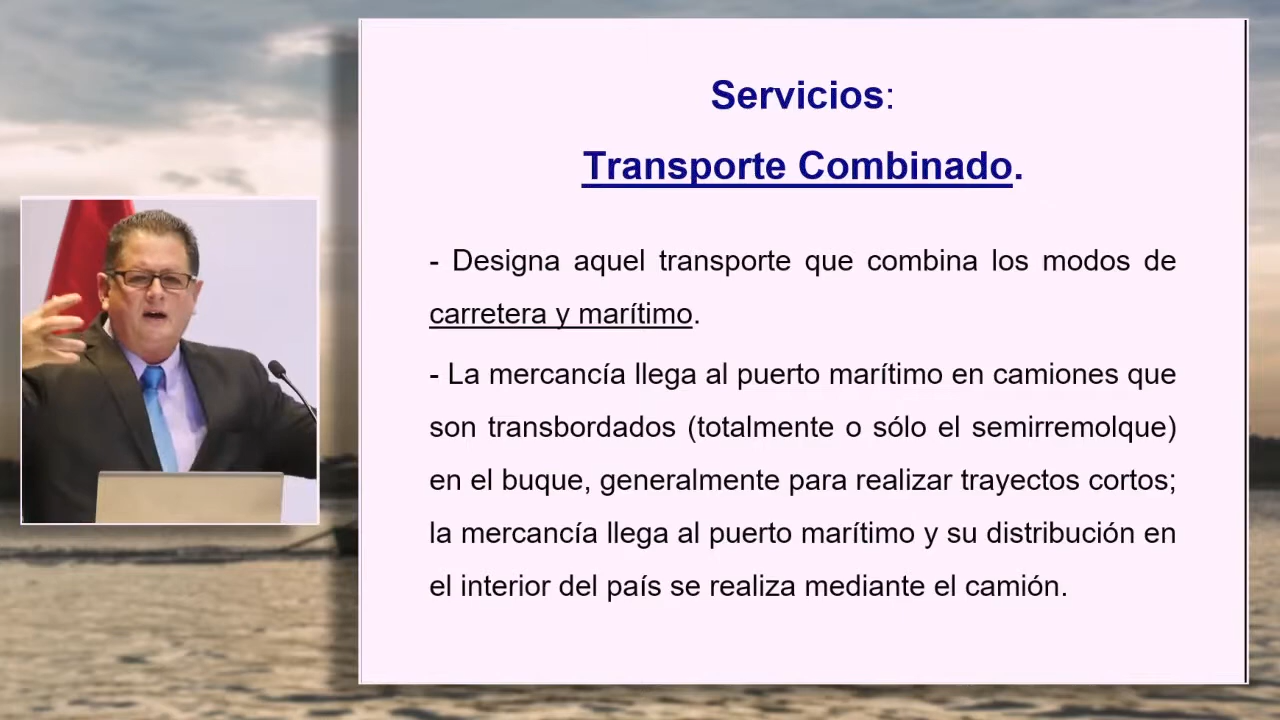 Servicios:
Transporte Combinado.
- Designa aquel transporte que combina los modos de
carretera y marítimo.
- La mercancía llega al puerto marítimo en camiones que
son transbordados (totalmente o sólo el semirremolque)
en el buque, generalmente para realizar trayectos cortos;
la mercancía llega al puerto marítimo y su distribución en
el interior del país se realiza mediante el camión.